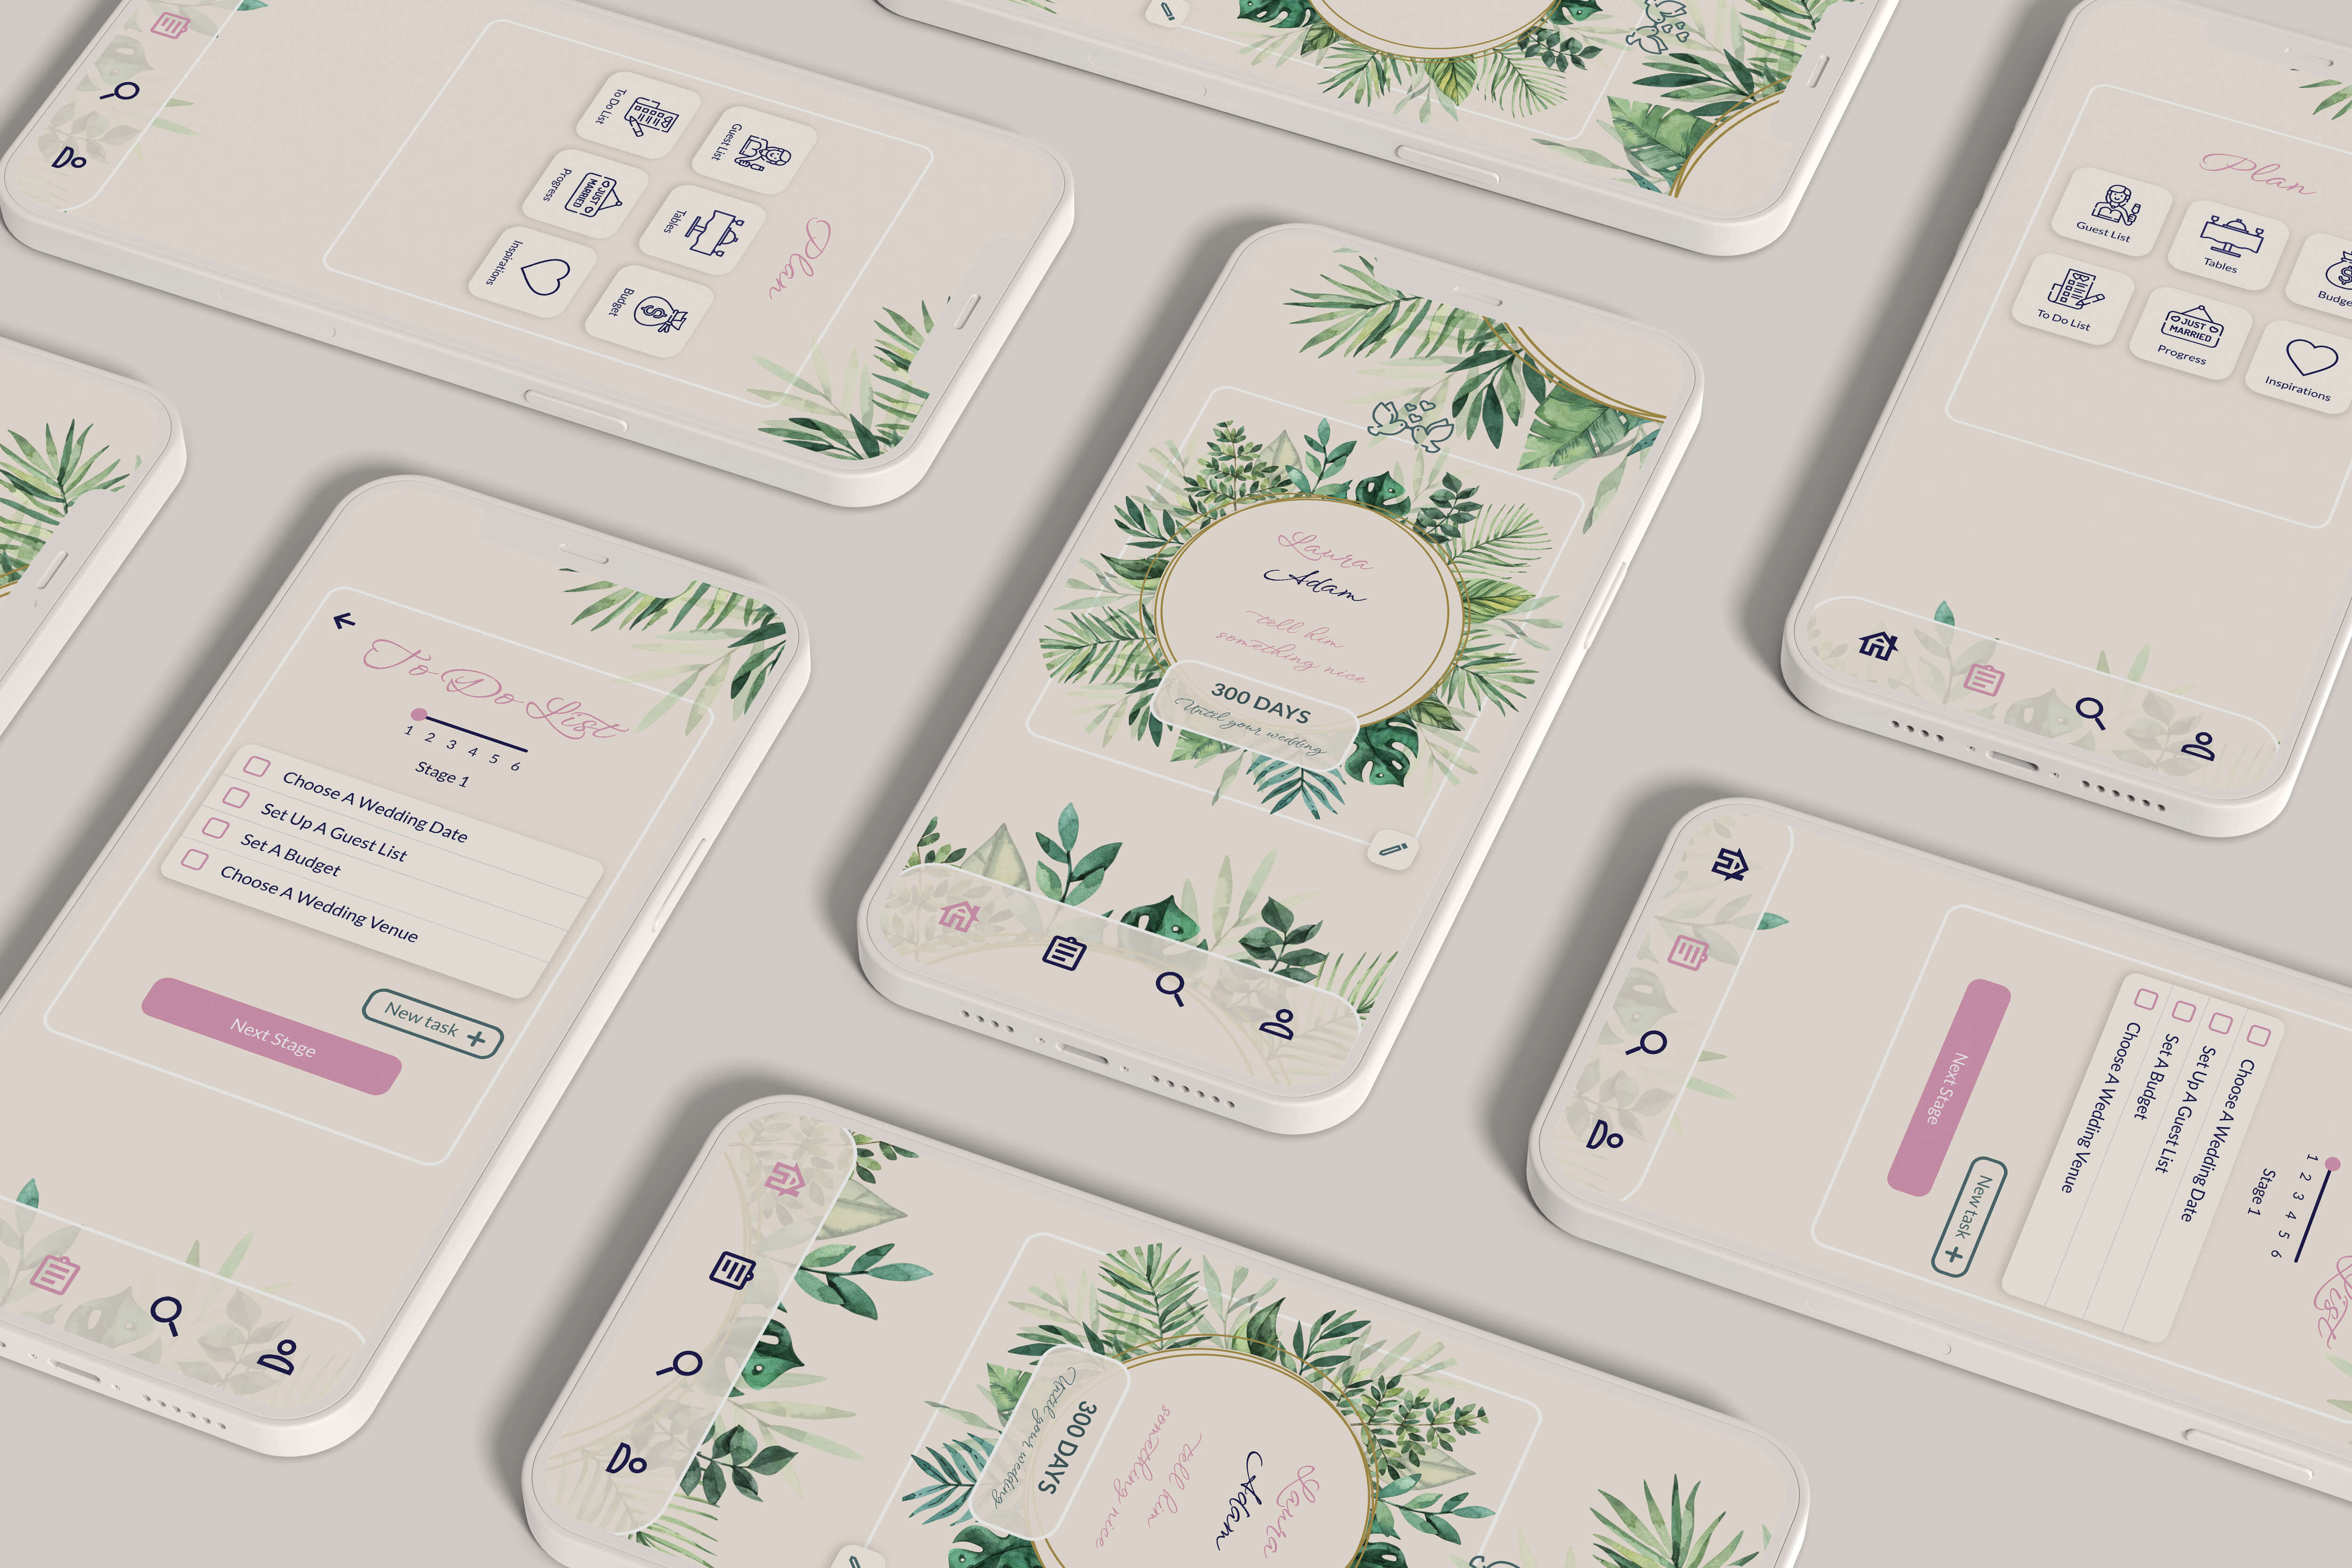 To Do List
Guest List
Progress
JUST
MARRIED
Tables
Inspirations
Budget
Plan
Plan
Guest List
Tables
Budge
To Do List
JUST
MARRIED
Progress
Inspirations
Laura
Adam
tell him
something nice
300 DAYS
Until your wedding
To Do List
1 2 3 4 5 6
Stage 1
Choose A Wedding Date
Set Up A Guest List
Set A Budget
Choose A Wedding Venue
New task +
Next Stage
List
1 2 3 4 5 6
Stage 1
Choose A Wedding Date
Set Up A Guest List
Set A Budget
Choose A Wedding Venue
New task +
Next Stage
Laura
Adam
tell him
something nice
300 DAYS
Until your wedding